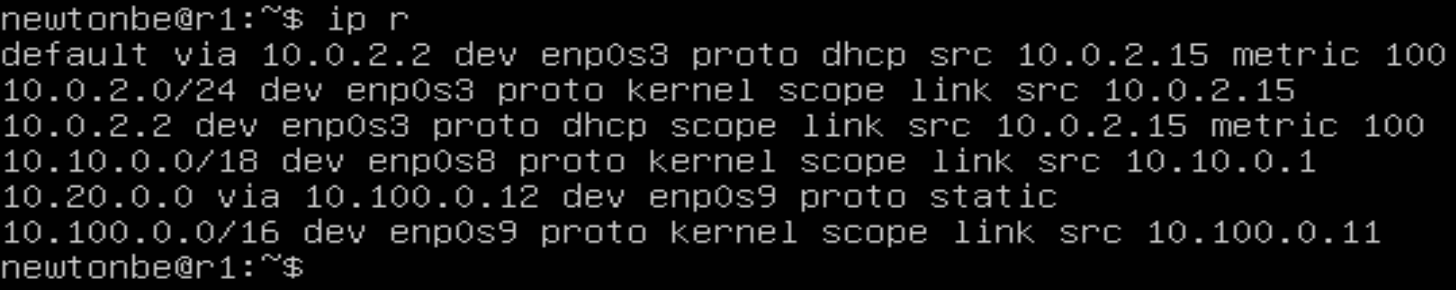 newtonbe@r1:~$ ip r
default via 10.0.2.2 dev enp0s3 proto dhcp src 10.0.2.15 metric 100
10.0.2.0/24 dev enp0s3 proto kernel scope link src 10.0.2.15
10.0.2.2 dev enp0s3 proto dhcp scope link src 10.0.2.15 metric 100
10.10.0.0/18 dev enp0s8 proto kernel scope link src 10.10.0.1
10.20.0.0 via 10.100.0.12 dev enp0s9 proto static
10.100.0.0/16 dev enp0s9 proto kernel scope link src 10.100.0.11
newtonbe@r1:~$